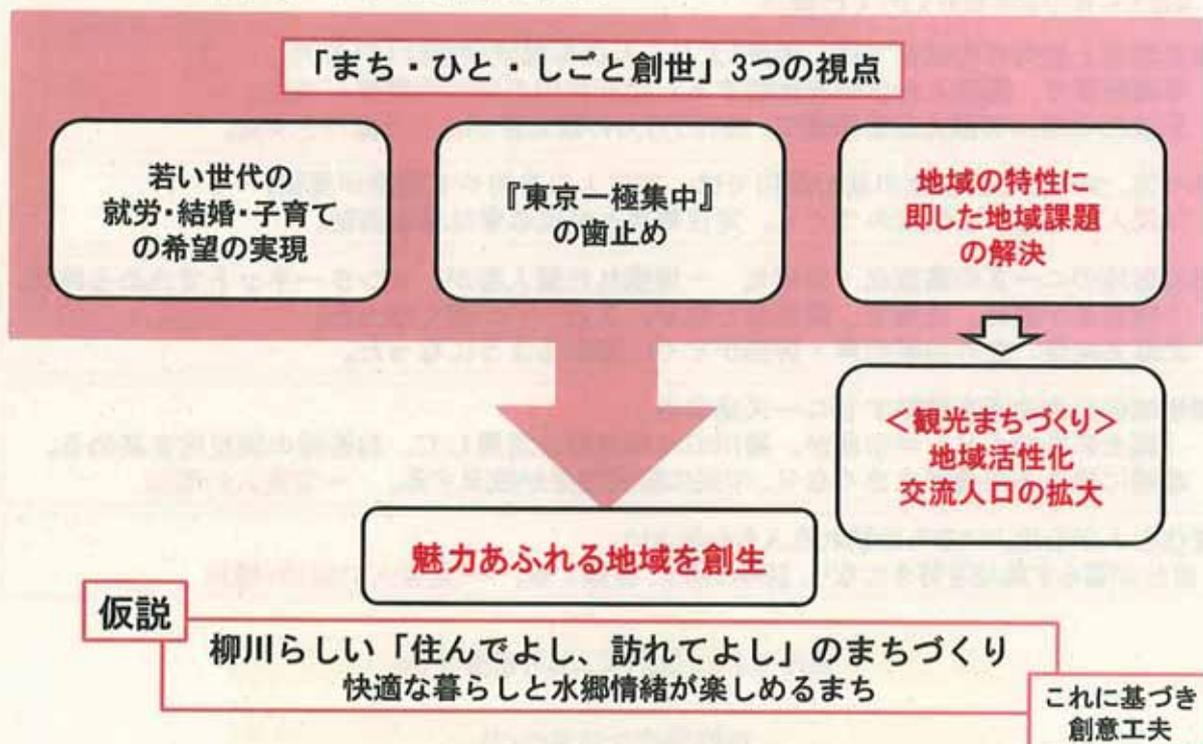 「まち・ひと・しごと創世」3つの視点
若い世代の
就労・結婚・子育て
の希望の実現
『東京一極集中』
の歯止め
地域の特性に
即した地域課題
の解決
＜観光まちづくり＞
地域活性化
交流人口の拡大
魅力あふれる地域を創生
仮説
柳川らしい「住んでよし、訪れてよし」のまちづくり
快適な暮らしと水郷情緒が楽しめるまち
これに基づき
創意工夫